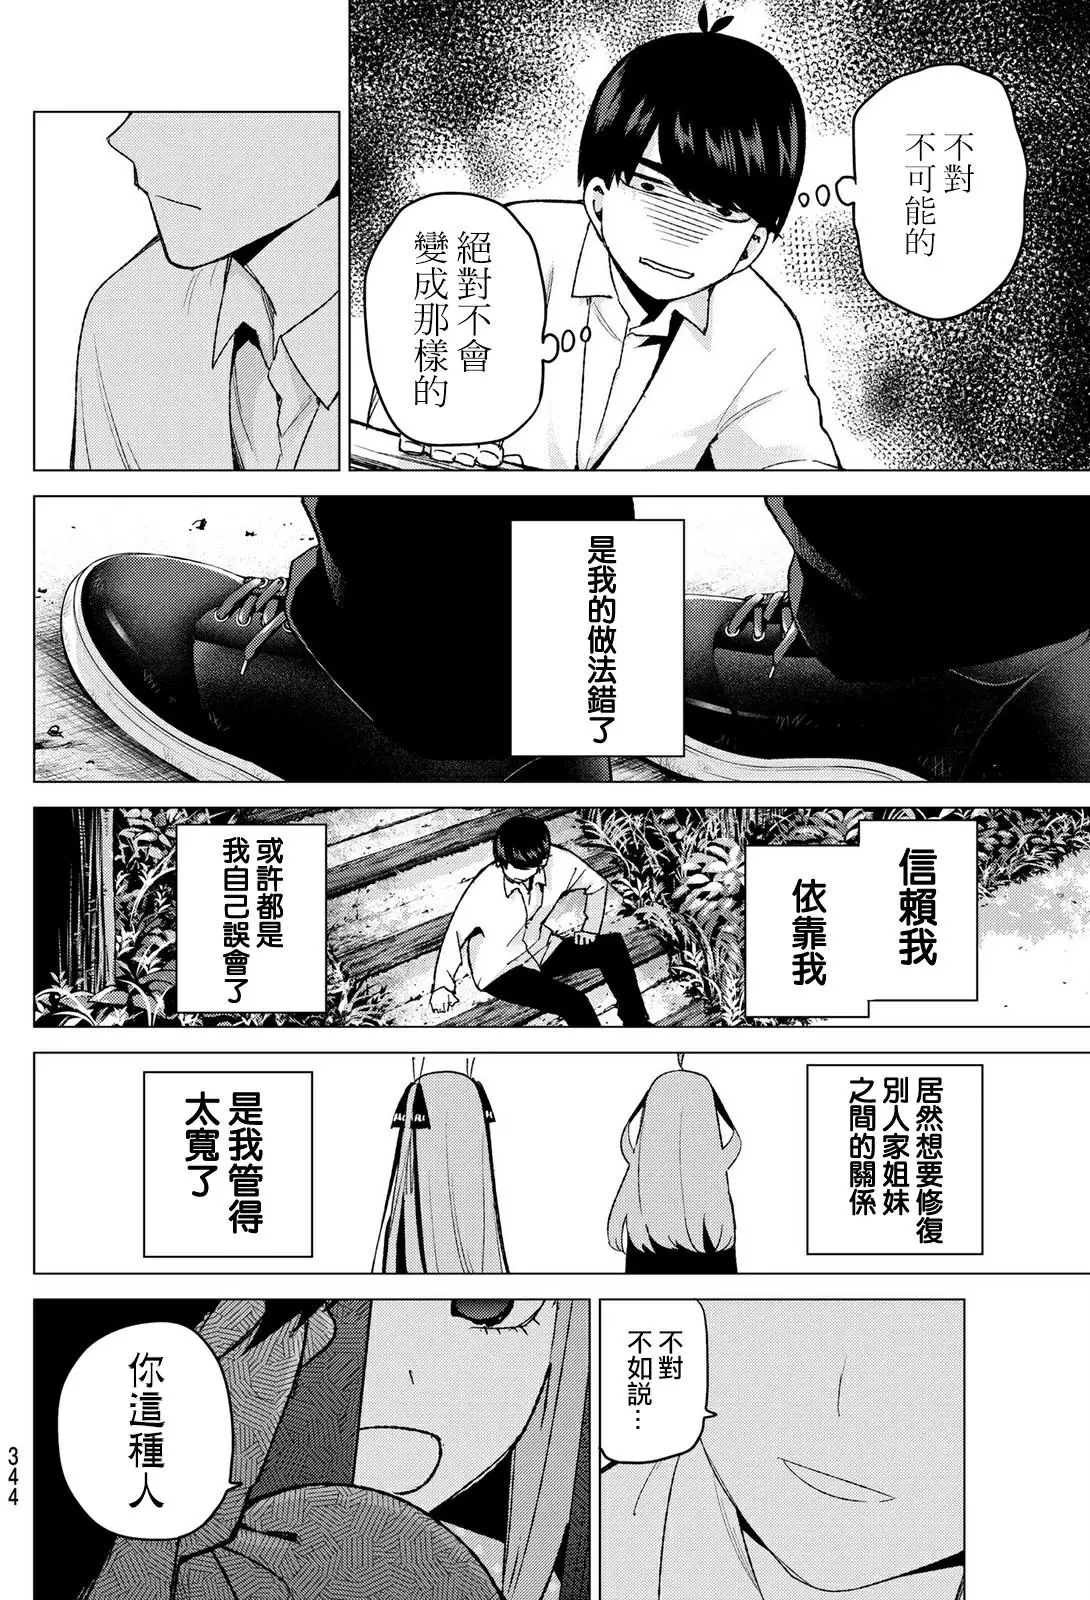 不對
不可能的
絕對不會
變成那樣的
是我的做法錯了
信賴我
依靠我
或許都是
我自己誤會了
居然想要修復
別人家姐妹
之間的關係
是我管得
太寬了
不對
不如説…
你這種人
344